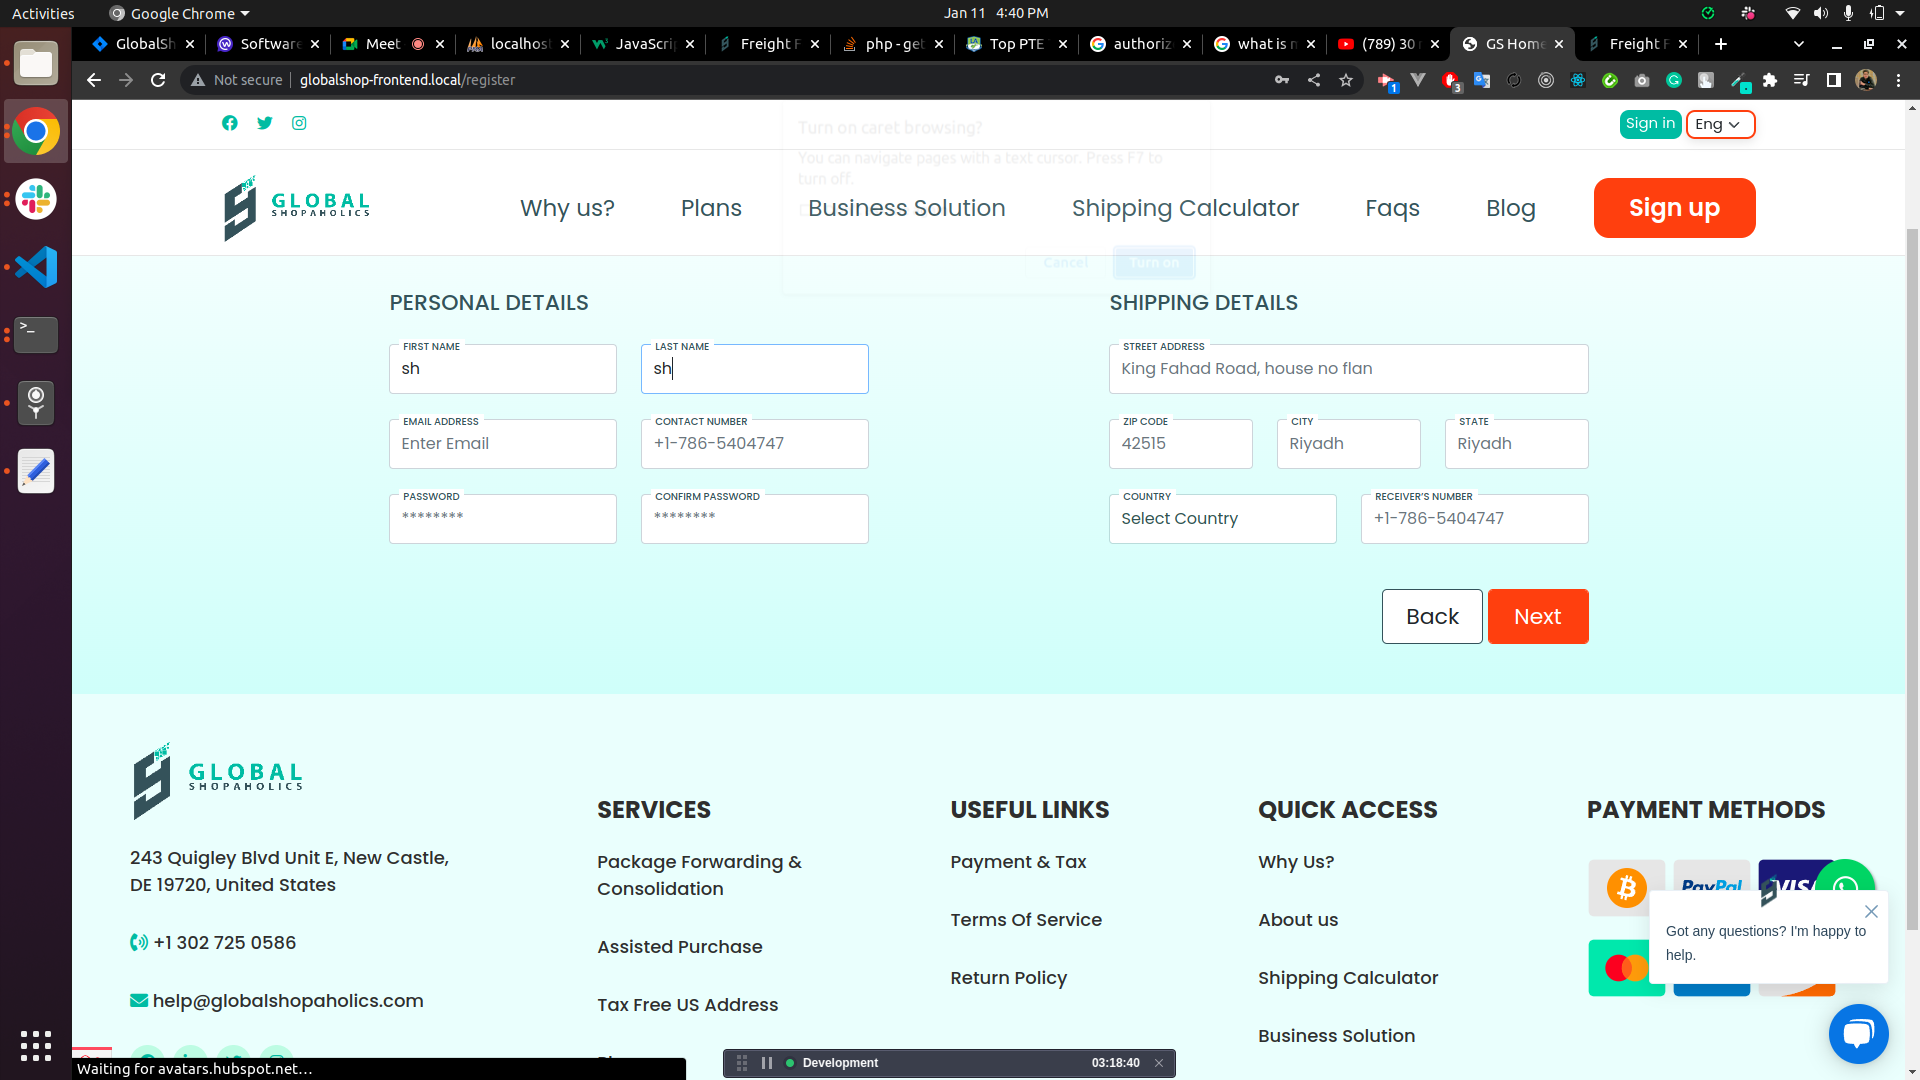 Activities
Google Chrome
Jan 11 4:40 PM
GlobalSh
Software
Meet
localhost
JavaScrip
Freight F
php - get
Top PTE
authoriz
what is m
(789) 30 m
GS Home
Freight F
Not secure
globalshop-frontend.local/register
1
3
Sign in
Eng
Turn on caret browsing?
You can navigate pages with a text cursor. Press F7 to
turn off.
Cancel
Turn on
GLOBAL
SHOPAHOLICS
Why us?
Plans
Business Solution
Shipping Calculator
Faqs
Blog
Sign up
PERSONAL DETAILS
FIRST NAME
sh
LAST NAME
sh
EMAIL ADDRESS
Enter Email
CONTACT NUMBER
+1-786-5404747
PASSWORD
********
CONFIRM PASSWORD
********
SHIPPING DETAILS
STREET ADDRESS
King Fahad Road, house no flan
ZIP CODE
42515
CITY
Riyadh
STATE
Riyadh
COUNTRY
Select Country
RECEIVER'S NUMBER
+1-786-5404747
Back
Next
GLOBAL
SHOPAHOLICS
243 Quigley Blvd Unit E, New Castle,
DE 19720, United States
+1 302 725 0586
help@globalshopaholics.com
SERVICES
Package Forwarding &
Consolidation
Assisted Purchase
Tax Free US Address
USEFUL LINKS
Payment & Tax
Terms Of Service
Return Policy
QUICK ACCESS
Why Us?
About us
Shipping Calculator
Business Solution
PAYMENT METHODS
PayPal
VISA
Got any questions? I'm happy to
help.
Waiting for avatars.hubspot.net…
Development
03:18:40